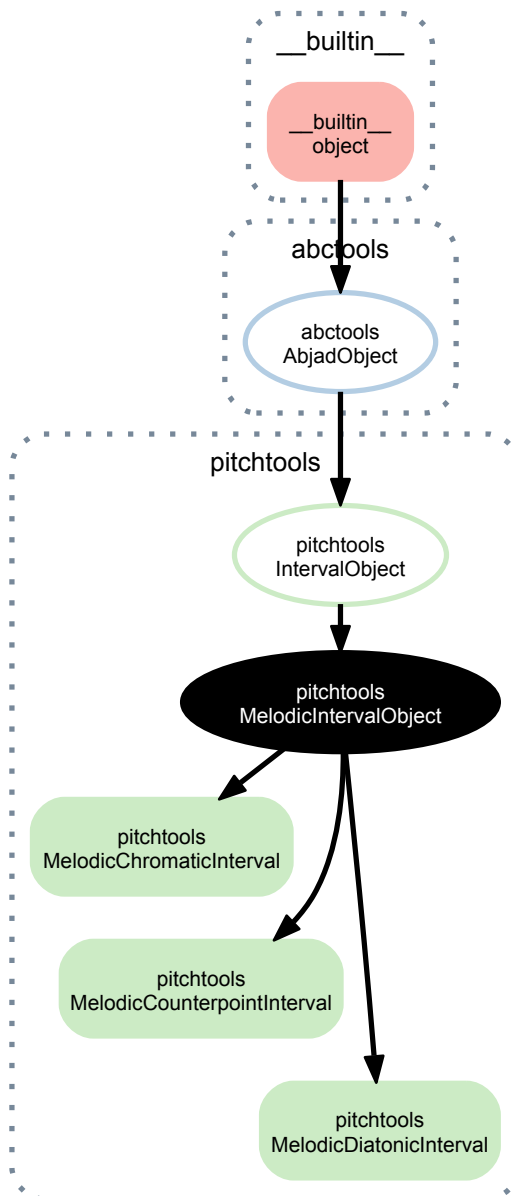 __builtin__
__builtin__
object
abctools
abctools
AbjadObject
pitchtools
pitchtools
IntervalObject
pitchtools
MelodicIntervalObject
pitchtools
MelodicChromaticInterval
pitchtools
MelodicCounterpointInterval
pitchtools
MelodicDiatonicInterval